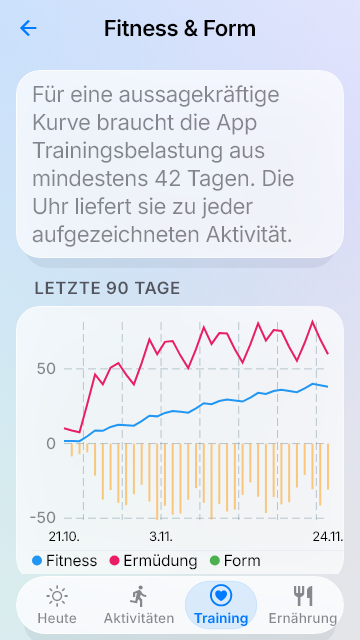 Fitness & Form
Für eine aussagekräftige
Kurve braucht die App
Trainingsbelastung aus
mindestens 42 Tagen. Die
Uhr liefert sie zu jeder
aufgezeichneten Aktivität.
LETZTE 90 TAGE
50
0
-50
21.10. 3.11. 24.11.
Fitness Ermüdung Form
Heute Aktivitäten Training Ernährung